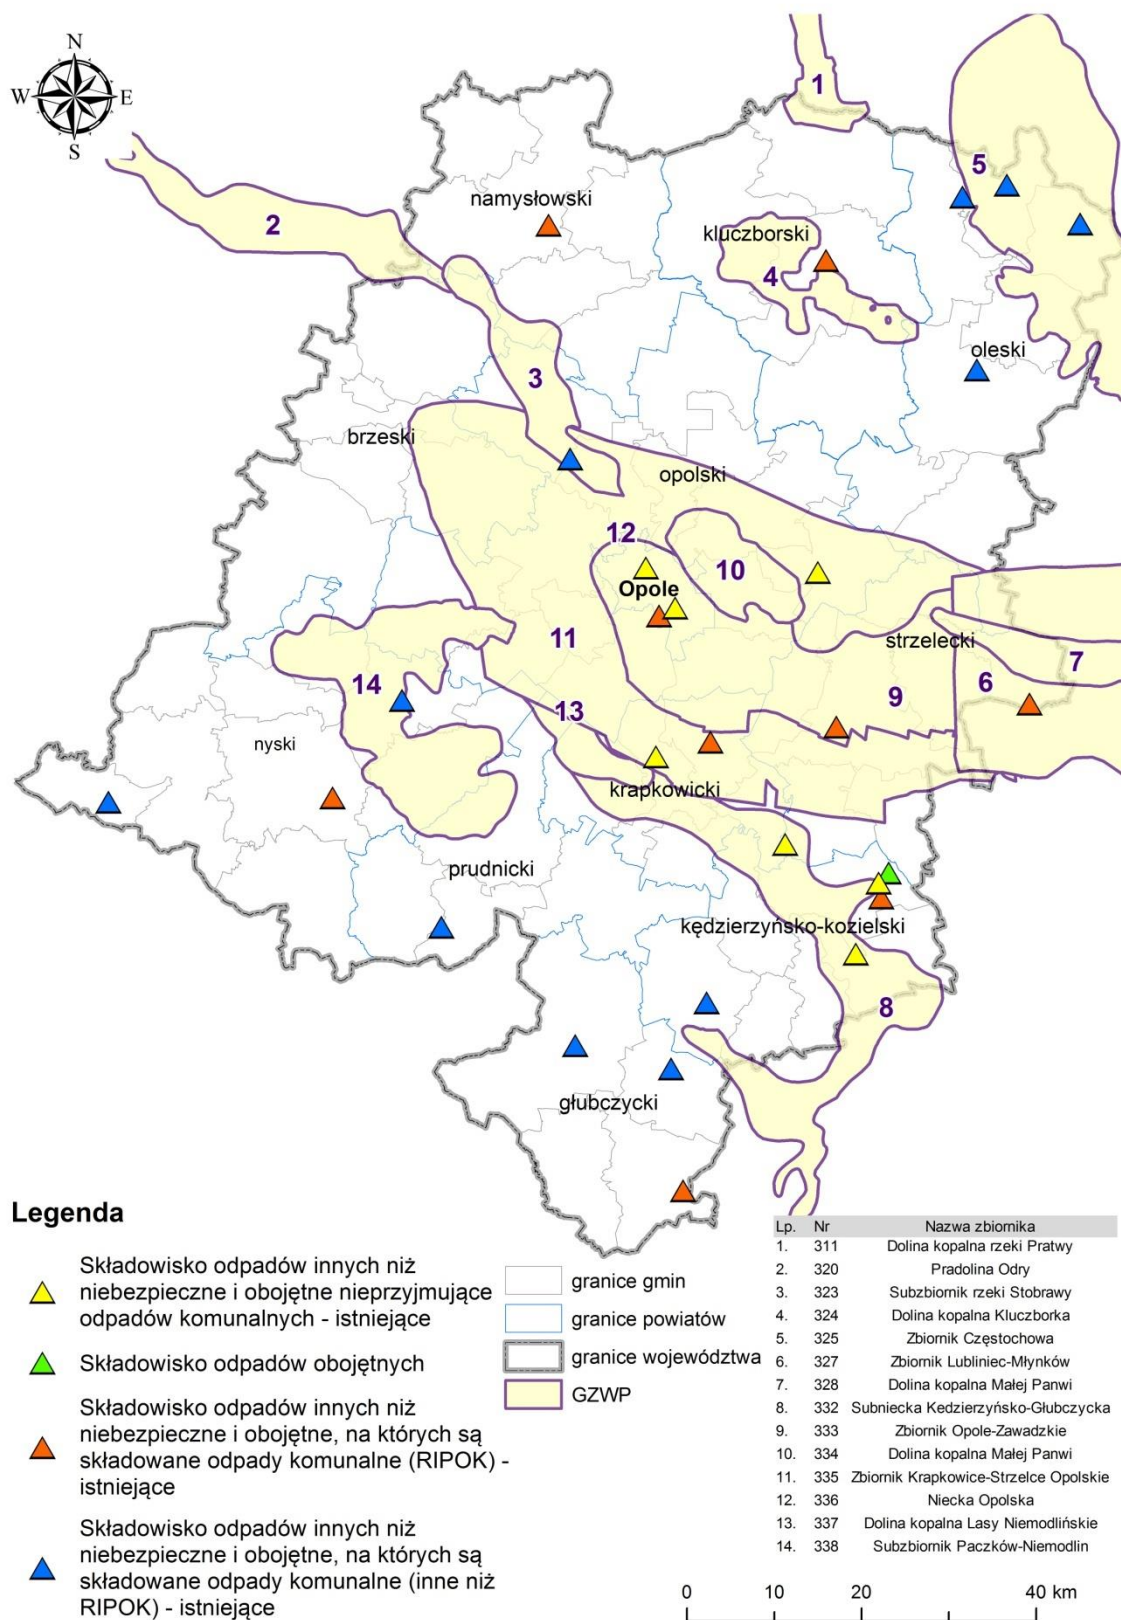 N
W
E
S
1
2
namysłowski
kluczborski
4
5
oleski
3
brzeski
opolski
12
10
Opole
11
strzelecki
7
6
9
14
13
nyski
krapkowicki
prudnicki
kędzierzyńsko-kozielski
8
głubczycki
Legenda
Składowisko odpadów innych niż
niebezpieczne i obojętne nieprzyjmujące
odpadów komunalnych - istniejące
Składowisko odpadów obojętnych
Składowisko odpadów innych niż
niebezpieczne i obojętne, na których są
składowane odpady komunalne (RIPOK) -
istniejące
Składowisko odpadów innych niż
niebezpieczne i obojętne, na których są
składowane odpady komunalne (inne niż
RIPOK) - istniejące
granice gmin
granice powiatów
granice województwa
GZWP
Lp. Nr Nazwa zbiornika
1. 311 Dolina kopalna rzeki Pratwy
2. 320 Pradolina Odry
3. 323 Subzbiornik rzeki Stobrawy
4. 324 Dolina kopalna Kluczborka
5. 325 Zbiornik Częstochowa
6. 327 Zbiornik Lubliniec-Młynków
7. 328 Dolina kopalna Małej Panwi
8. 332 Subniecka Kedzierzyńsko-Głubczycka
9. 333 Zbiornik Opole-Zawadzkie
10. 334 Dolina kopalna Małej Panwi
11. 335 Zbiornik Krapkowice-Strzelce Opolskie
12. 336 Niecka Opolska
13. 337 Dolina kopalna Lasy Niemodlińskie
14. 338 Subzbiornik Paczków-Niemodlin
0 10 20 40 km